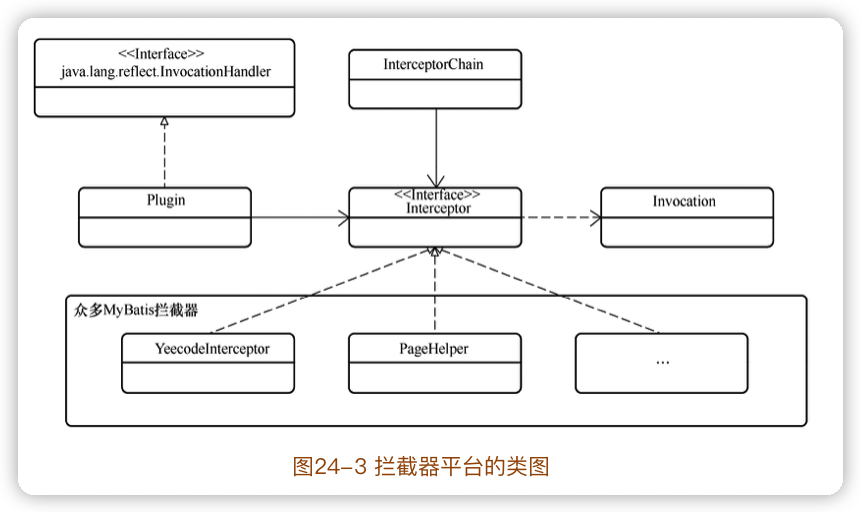 <<Interface>>
java.lang.reflect.InvocationHandler
InterceptorChain
Plugin
<<Interface>>
Interceptor
Invocation
众多MyBatis拦截器
YeecodeInterceptor
PageHelper
...
图24-3 拦截器平台的类图